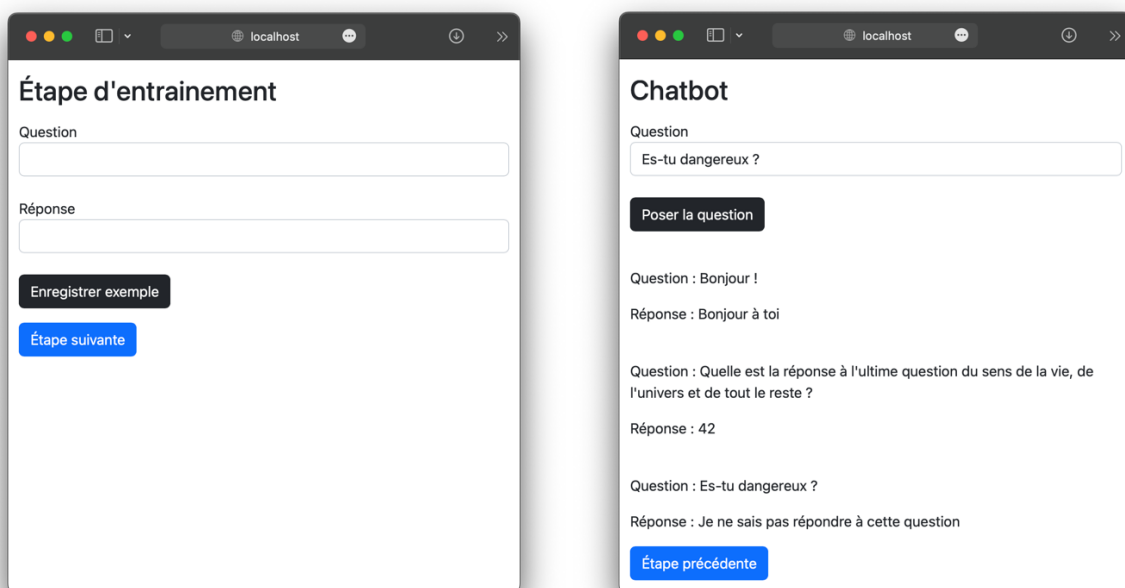 localhost
Étape d'entrainement
Question
Réponse
Enregistrer exemple
Étape suivante
localhost
Chatbot
Question
Es-tu dangereux ?
Poser la question
Question : Bonjour !
Réponse : Bonjour à toi
Question : Quelle est la réponse à l'ultime question du sens de la vie, de
l'univers et de tout le reste ?
Réponse : 42
Question : Es-tu dangereux ?
Réponse : Je ne sais pas répondre à cette question
Étape précédente